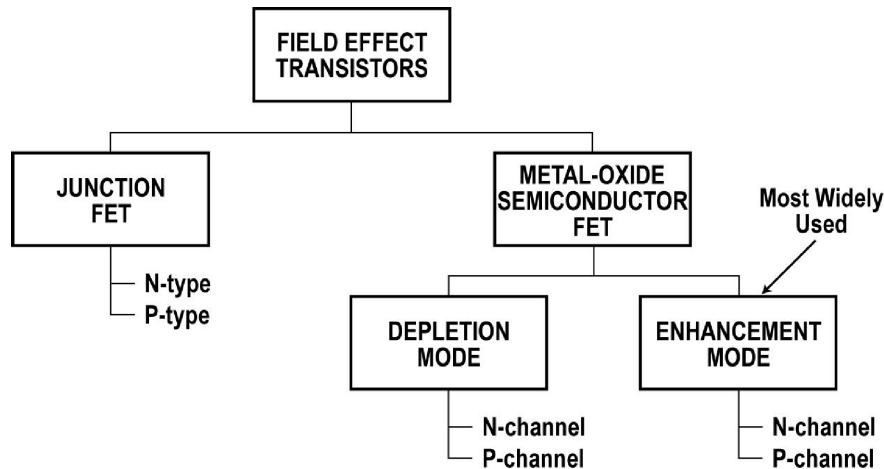 FIELD EFFECT
TRANSISTORS
JUNCTION
FET
METAL-OXIDE
SEMICONDUCTOR
FET
Most Widely
Used
N-type
P-type
DEPLETION
MODE
ENHANCEMENT
MODE
N-channel
P-channel
N-channel
P-channel